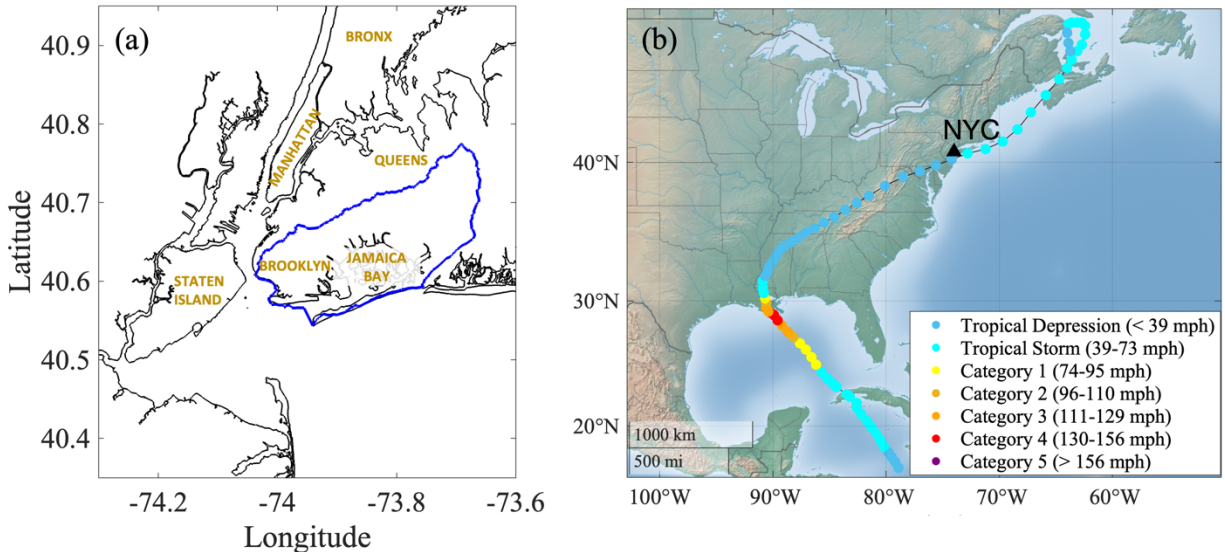 (a)
BRONX
MANHATTAN
QUEENS
BROOKLYN
JAMAICA
BAY
STATEN
ISLAND
40.9
40.8
40.7
40.6
40.5
40.4
Latitude
-74.2
-74
-73.8
-73.6
Longitude
(b)
NYC
40°N
30°N
20°N
1000 km
500 mi
Tropical Depression (< 39 mph)
Tropical Storm (39-73 mph)
Category 1 (74-95 mph)
Category 2 (96-110 mph)
Category 3 (111-129 mph)
Category 4 (130-156 mph)
Category 5 (> 156 mph)
100°W
90°W
80°W
70°W
60°W